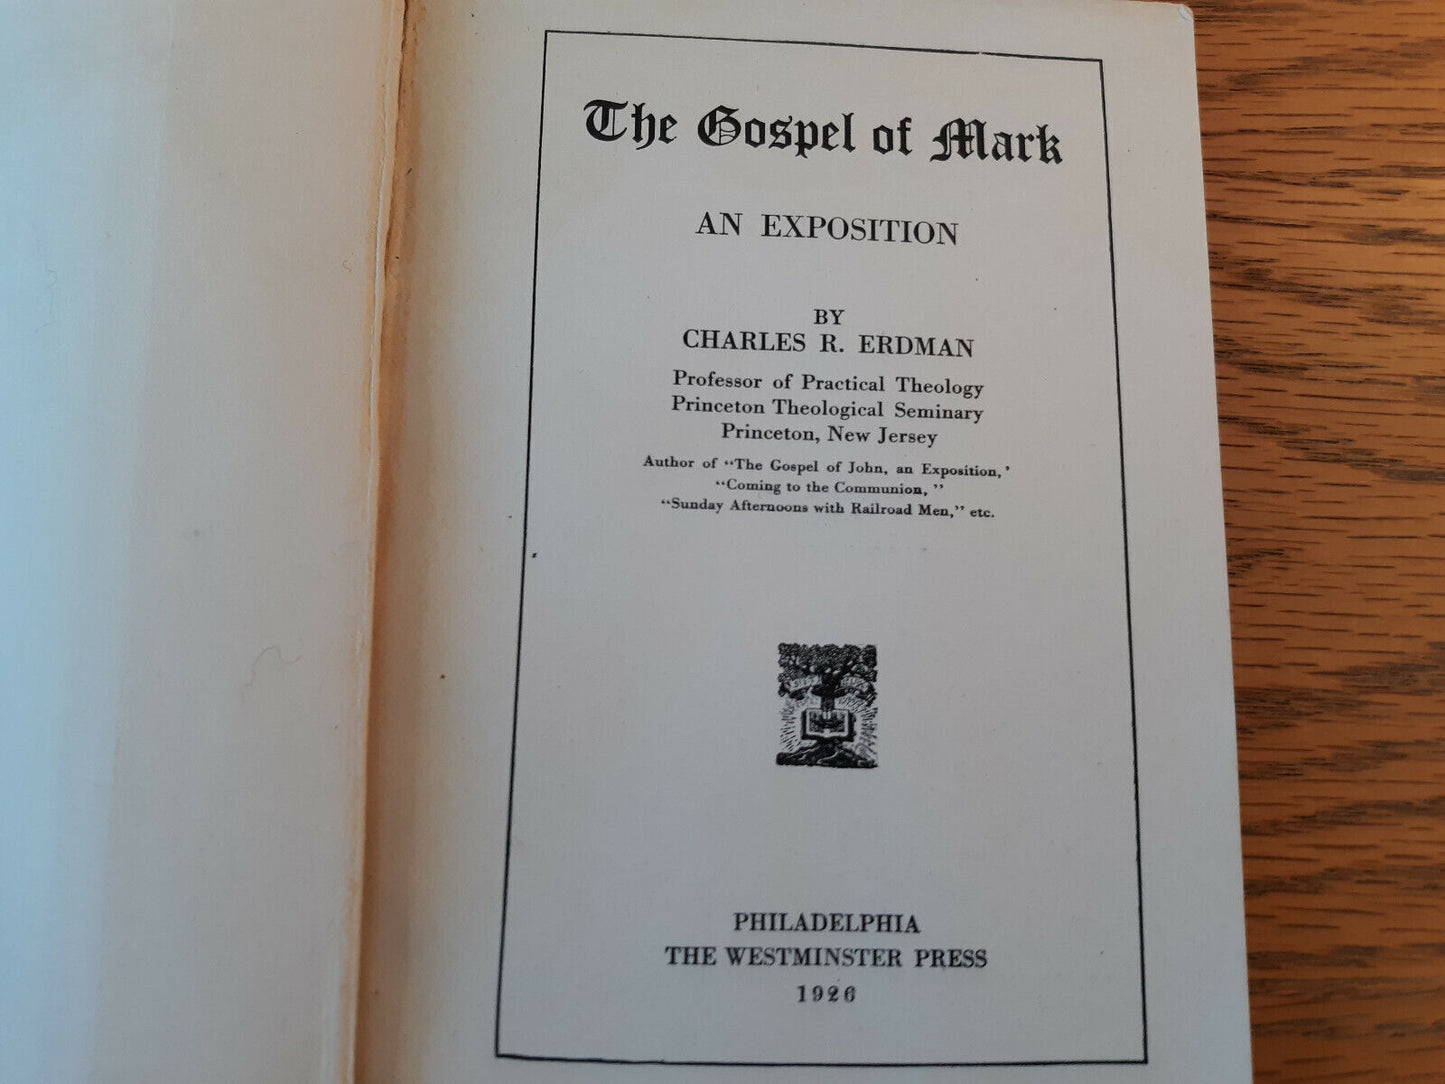 The Gospel of Mark
AN EXPOSITION
BY
CHARLES R. ERDMAN
Professor of Practical Theology
Princeton Theological Seminary
Princeton, New Jersey
Author of “The Gospel of John, an Exposition,’
“Coming to the Communion, ”
“Sunday Afternoons with Railroad Men,” etc.
PHILADELPHIA
THE WESTMINSTER PRESS
1926